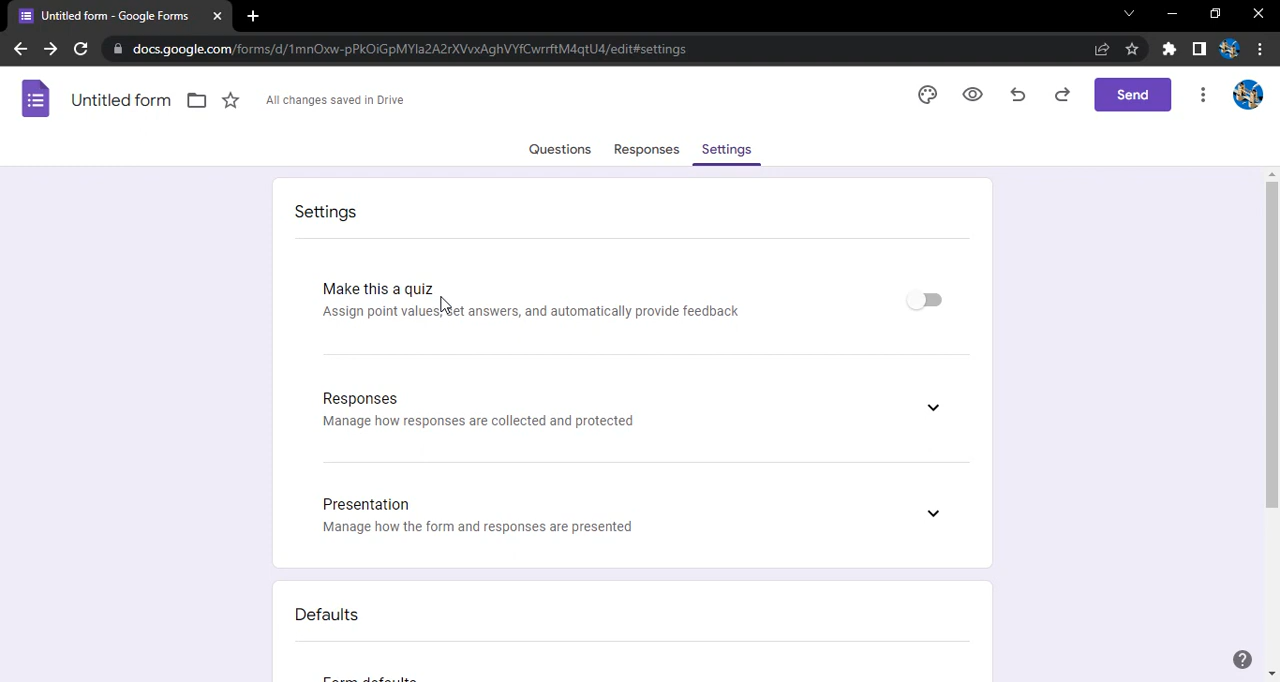 Untitled form - Google Forms
docs.google.com/forms/d/1mnOxw-pPkOiGpMYla2A2rXVvxAghVYfCwrrftM4qtU4/edit#settings
Untitled form
All changes saved in Drive
Send
Questions Responses Settings
Settings
Make this a quiz
Assign point values, set answers, and automatically provide feedback
Responses
Manage how responses are collected and protected
Presentation
Manage how the form and responses are presented
Defaults
Form defaults